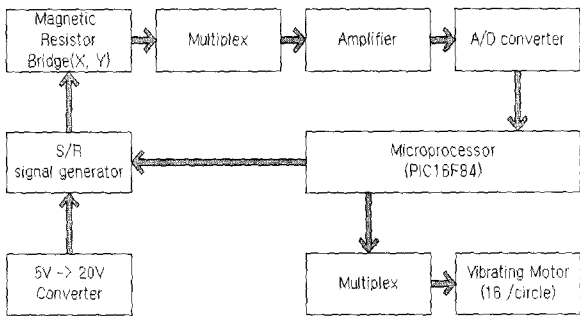 Magnetic
Resistor
Bridge(X, Y)
Multiplex
Amplifier
A/D converter
S/R
signal generator
Microprocessor
(PIC16F84)
5V -> 20V
Converter
Multiplex
Vibrating Motor
(16 /circle)